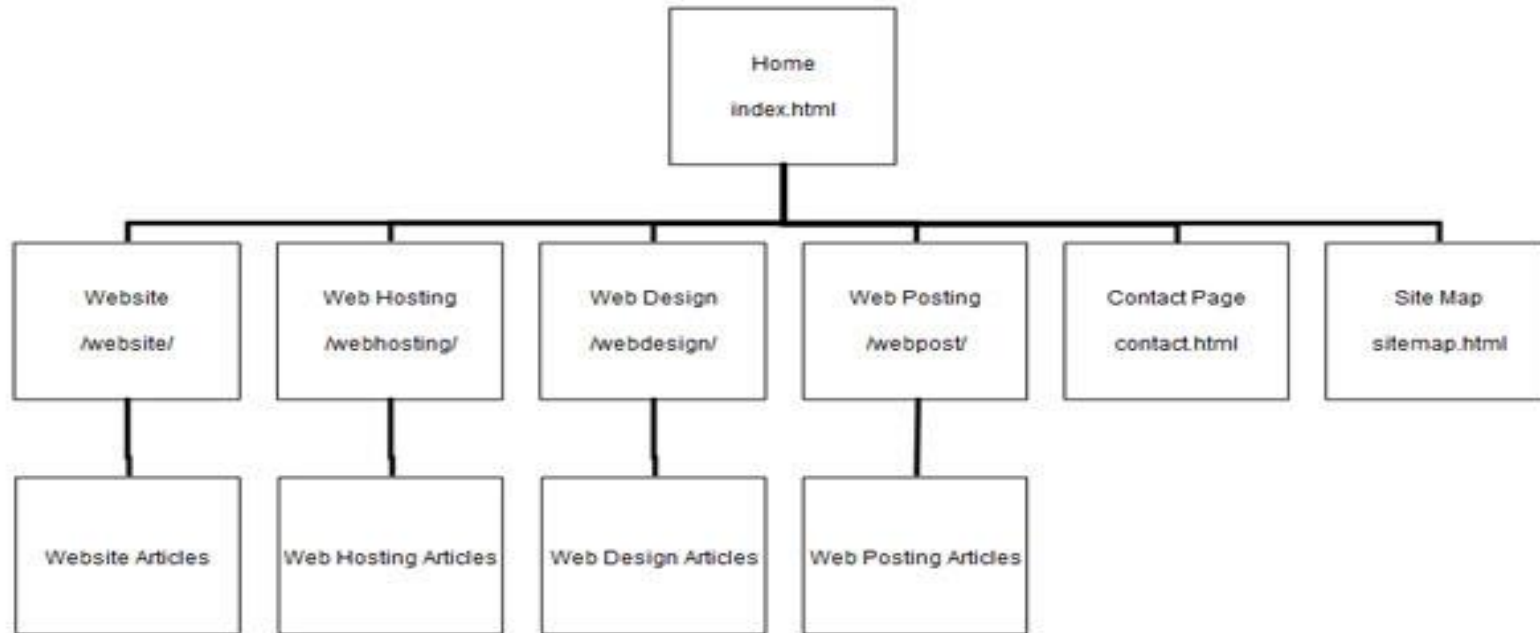 Home
index.html
Website
/website/
Web Hosting
/webhosting/
Web Design
/webdesign/
Web Posting
/webpost/
Contact Page
contact.html
Site Map
sitemap.html
Website Articles
Web Hosting Articles
Web Design Articles
Web Posting Articles